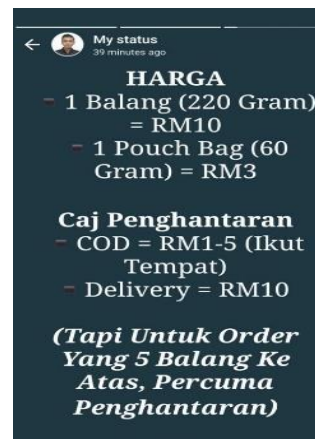 My status
39 minutes ago
HARGA
- 1 Balang (220 Gram)
= RM10
- 1 Pouch Bag (60
Gram) = RM3
Caj Penghantaran
- COD = RM1-5 (Ikut
Tempat)
- Delivery = RM10
(Tapi Untuk Order
Yang 5 Balang Ke
Atas, Percuma
Penghantaran)